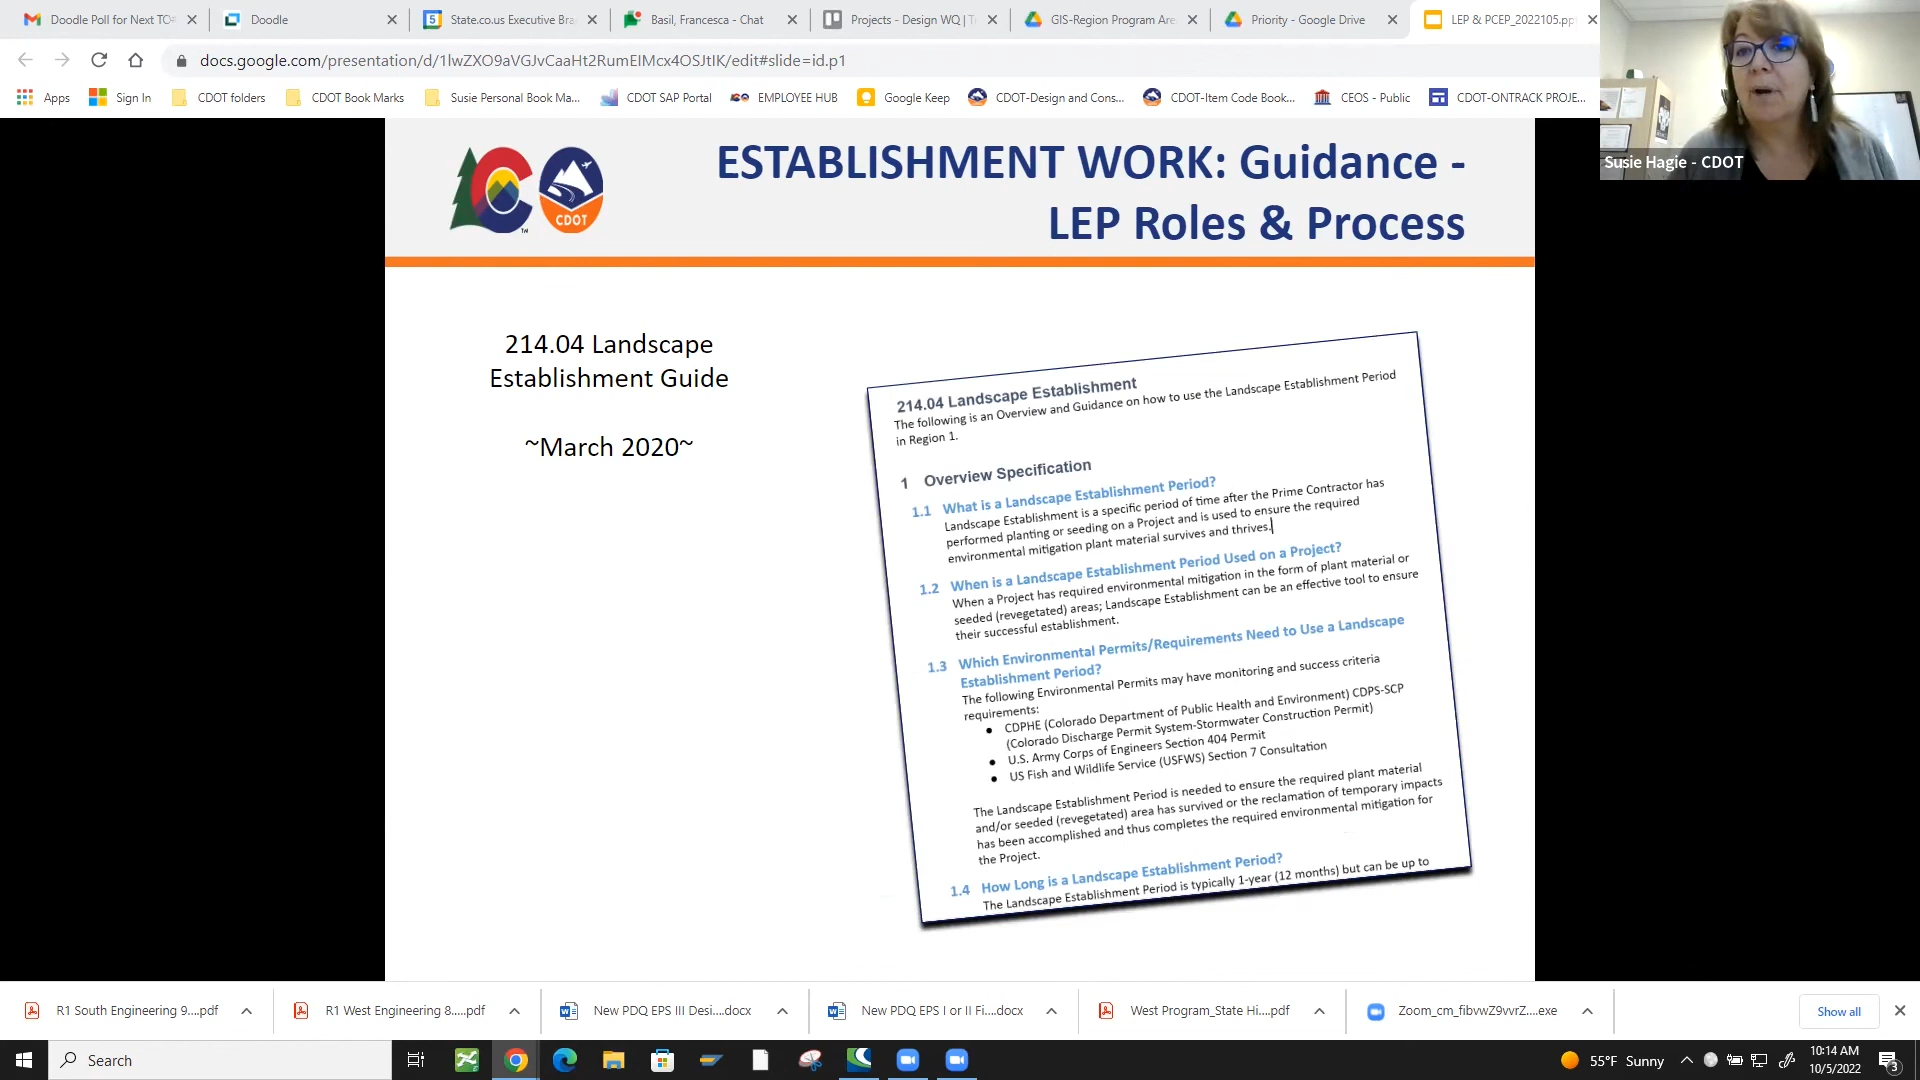 Doodle Poll for Next TO
Doodle
State.co.us Executive Bra
Basil, Francesca - Chat
Projects - Design WQ | T
GIS-Region Program Are
Priority - Google Drive
LEP & PCEP_2022105.pp
docs.google.com/presentation/d/1lwZXO9aVGJvCaaHt2RumEIMcx4OSJtIK/edit#slide=id.p1
Apps
Sign In
CDOT folders
CDOT Book Marks
Susie Personal Book Ma...
CDOT SAP Portal
EMPLOYEE HUB
Google Keep
CDOT-Design and Cons...
CDOT-Item Code Book...
CEOS - Public
CDOT-ONTRACK PROJE...
Susie Hagie - CDOT
CDOT
TM
ESTABLISHMENT WORK: Guidance -
LEP Roles & Process
214.04 Landscape
Establishment Guide
~March 2020~
214.04 Landscape Establishment
The following is an Overview and Guidance on how to use the Landscape Establishment Period
in Region 1.
1 Overview Specification
1.1 What is a Landscape Establishment Period?
Landscape Establishment is a specific period of time after the Prime Contractor has
performed planting or seeding on a Project and is used to ensure the required
environmental mitigation plant material survives and thrives.
1.2 When is a Landscape Establishment Period Used on a Project?
When a Project has required environmental mitigation in the form of plant material or
seeded (revegetated) areas; Landscape Establishment can be an effective tool to ensure
their successful establishment.
1.3 Which Environmental Permits/Requirements Need to Use a Landscape
Establishment Period?
The following Environmental Permits may have monitoring and success criteria
requirements:
● CDPHE (Colorado Department of Public Health and Environment) CDPS-SCP
(Colorado Discharge Permit System-Stormwater Construction Permit)
● U.S. Army Corps of Engineers Section 404 Permit
● US Fish and Wildlife Service (USFWS) Section 7 Consultation
The Landscape Establishment Period is needed to ensure the required plant material
and/or seeded (revegetated) area has survived or the reclamation of temporary impacts
has been accomplished and thus completes the required environmental mitigation for
the Project.
1.4 How Long is a Landscape Establishment Period?
The Landscape Establishment Period is typically 1-year (12 months) but can be up to
R1 South Engineering 9....pdf
R1 West Engineering 8.....pdf
New PDQ EPS III Desi....docx
New PDQ EPS I or II Fi....docx
West Program_State Hi....pdf
Zoom_cm_fibvwZ9vvrZ....exe
Show all
Search
55°F Sunny
10:14 AM
10/5/2022
3